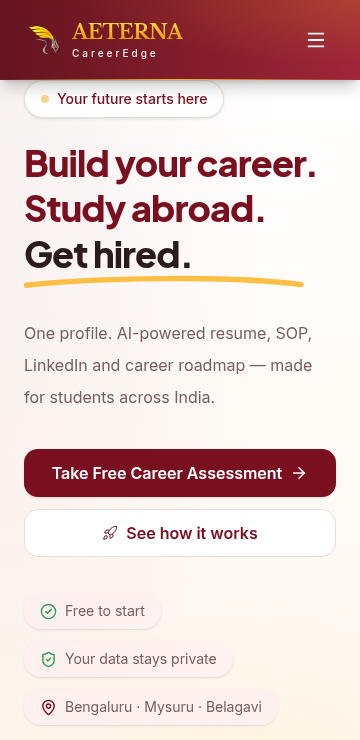 AETERNA
CareerEdge
Your future starts here
Build your career.
Study abroad.
Get hired.
One profile. AI-powered resume, SOP,
LinkedIn and career roadmap — made
for students across India.
Take Free Career Assessment →
See how it works
Free to start
Your data stays private
Bengaluru · Mysuru · Belagavi